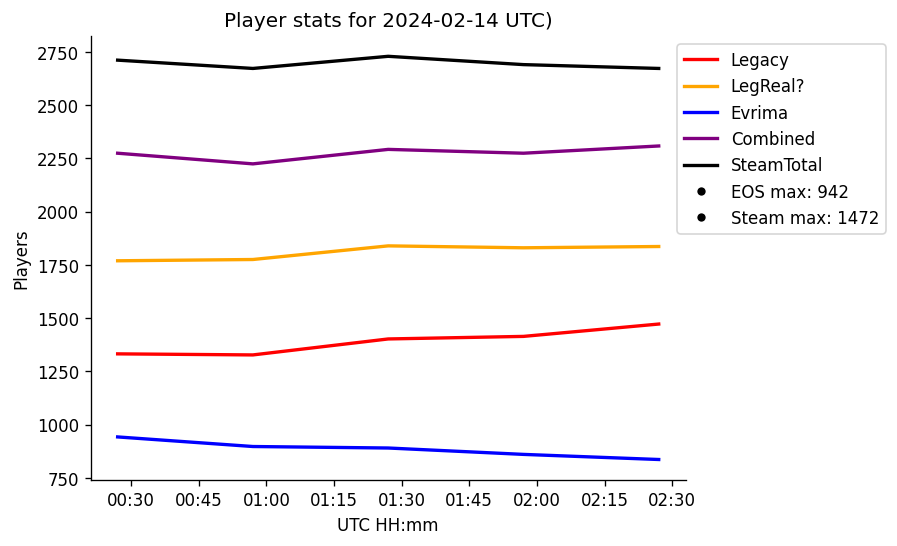 Player stats for 2024-02-14 UTC)
2750
2500
2250
2000
1750
1500
1250
1000
750
Players
00:30 00:45 01:00 01:15 01:30 01:45 02:00 02:15 02:30
UTC HH:mm
Legacy
LegReal?
Evrima
Combined
SteamTotal
EOS max: 942
Steam max: 1472